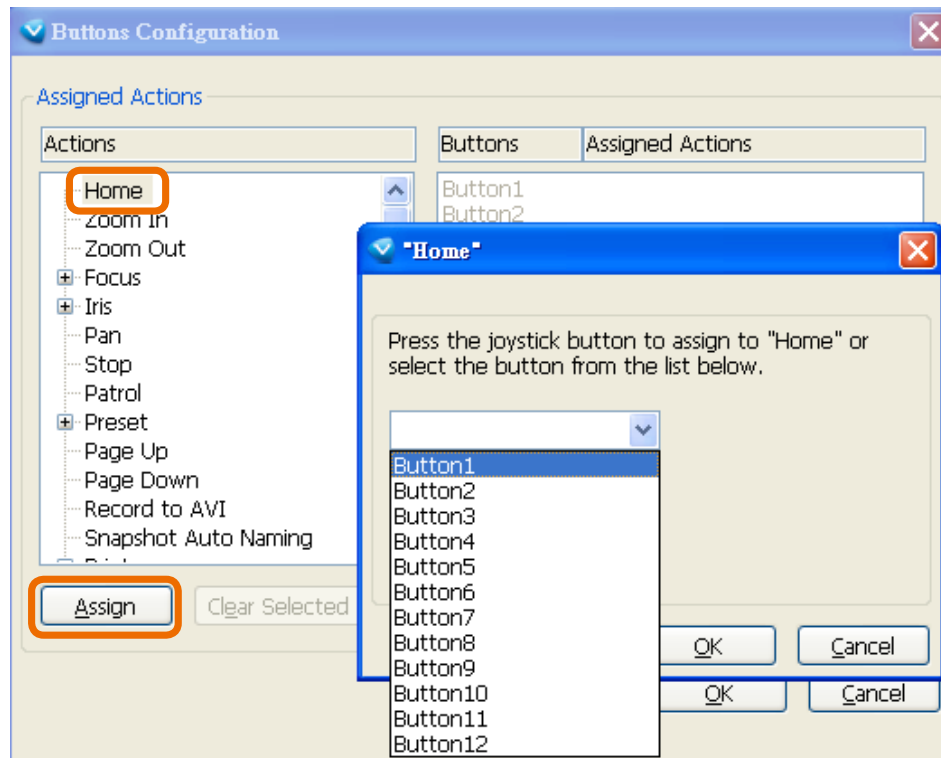 Buttons Configuration
Assigned Actions
Actions
Buttons
Assigned Actions
Home
Zoom In
Zoom Out
Focus
Iris
Pan
Stop
Patrol
Preset
Page Up
Page Down
Record to AVI
Snapshot Auto Naming
Button1
Button2
Assign
Clear Selected
"Home"
Press the joystick button to assign to "Home" or
select the button from the list below.
Button1
Button2
Button3
Button4
Button5
Button6
Button7
Button8
Button9
Button10
Button11
Button12
OK
Cancel
OK
Cancel